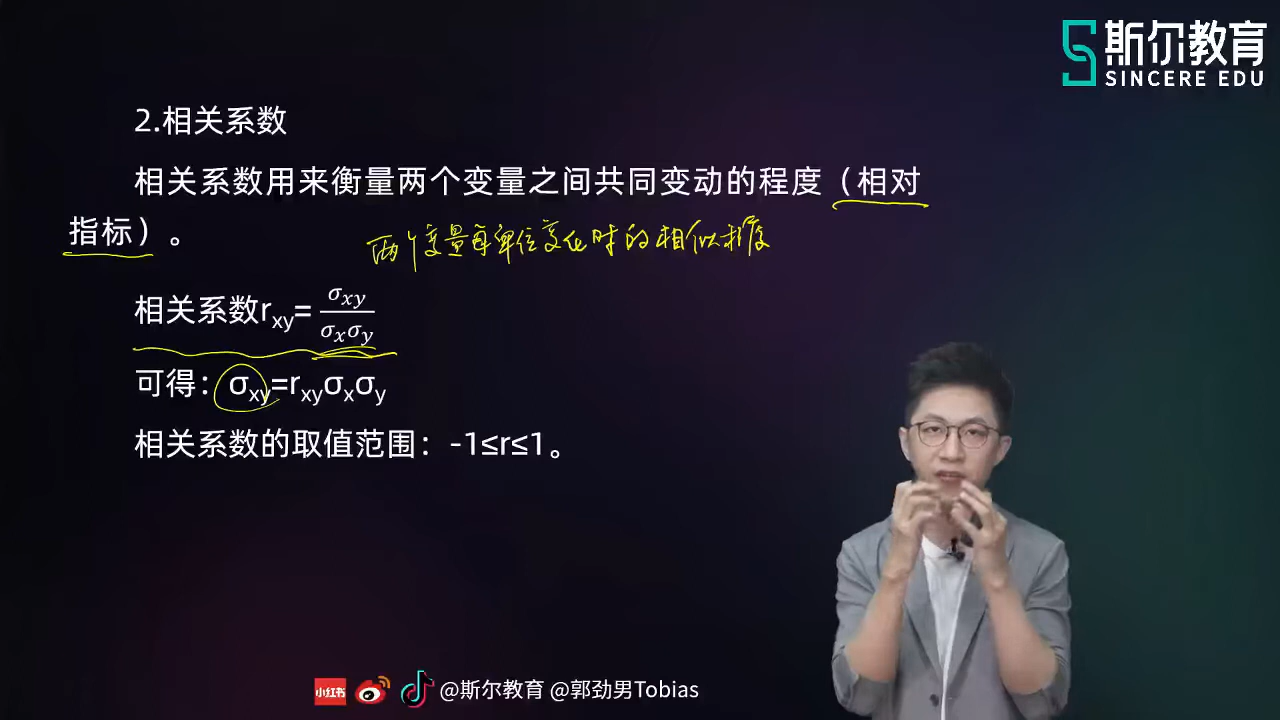 斯尔教育
SINCERE EDU
2.相关系数
相关系数用来衡量两个变量之间共同变动的程度（相对
指标）。
两个变量每单位变化时的相似程度
相关系数rxy= σxy/σxσy
可得：σxy=rxyσxσy
相关系数的取值范围：-1≤r≤1。
小红书 @斯尔教育 @郭劲男Tobias